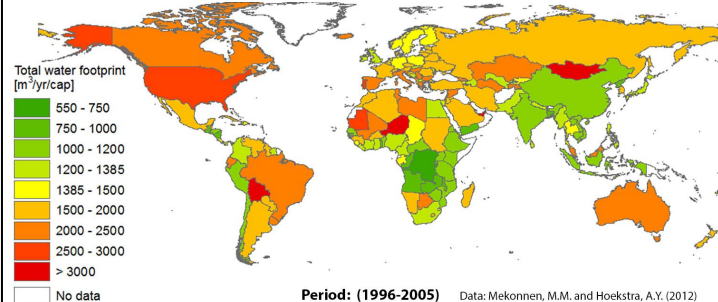 Total water footprint
[m³/yr/cap]
550 - 750
750 - 1000
1000 - 1200
1200 - 1385
1385 - 1500
1500 - 2000
2000 - 2500
2500 - 3000
> 3000
No data
Period: (1996-2005) Data: Mekonnen, M.M. and Hoekstra, A.Y. (2012)